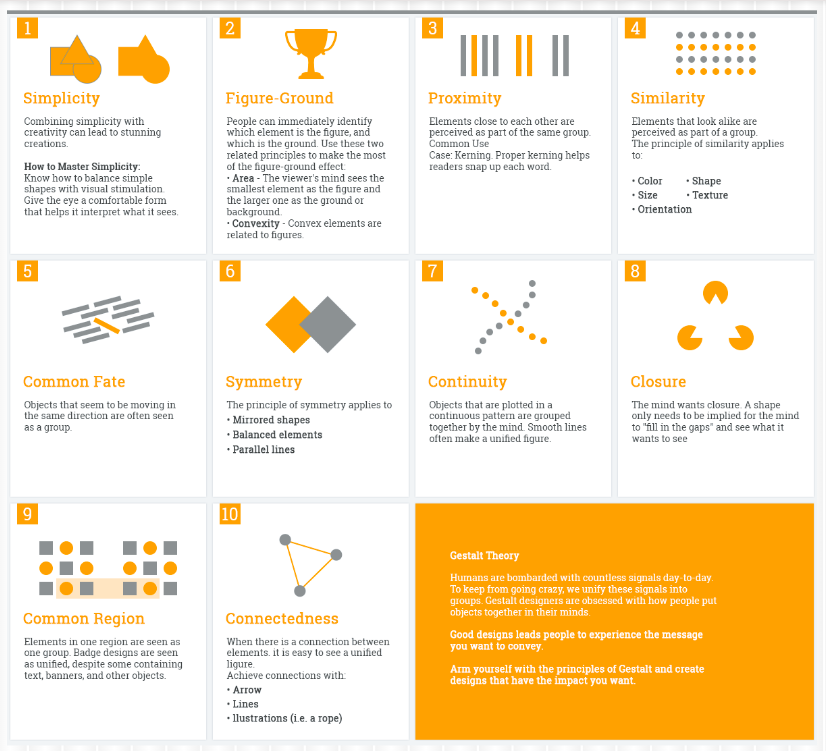 1
Simplicity
Combining simplicity with
creativity can lead to stunning
creations.
How to Master Simplicity:
Know how to balance simple
shapes with visual stimulation.
Give the eye a comfortable form
that helps it interpret what it sees.
2
Figure-Ground
People can immediately identify
which element is the figure, and
which is the ground. Use these two
related principles to make the most
of the figure-ground effect:
• Area - The viewer's mind sees the
smallest element as the figure and
the larger one as the ground or
background.
• Convexity - Convex elements are
related to figures.
3
Proximity
Elements close to each other are
perceived as part of the same group.
Common Use
Case: Kerning. Proper kerning helps
readers snap up each word.
4
Similarity
Elements that look alike are
perceived as part of a group.
The principle of similarity applies
to:
• Color • Shape
• Size • Texture
• Orientation
5
Common Fate
Objects that seem to be moving in
the same direction are often seen
as a group.
6
Symmetry
The principle of symmetry applies to
• Mirrored shapes
• Balanced elements
• Parallel lines
7
Continuity
Objects that are plotted in a
continuous pattern are grouped
together by the mind. Smooth lines
often make a unified figure.
8
Closure
The mind wants closure. A shape
only needs to be implied for the mind
to "fill in the gaps" and see what it
wants to see
9
Common Region
Elements in one region are seen as
one group. Badge designs are seen
as unified, despite some containing
text, banners, and other objects.
10
Connectedness
When there is a connection between
elements. it is easy to see a unified
ligure.
Achieve connections with:
• Arrow
• Lines
• llustrations (i.e. a rope)
Gestalt Theory
Humans are bombarded with countless signals day-to-day.
To keep from going crazy, we unify these signals into
groups. Gestalt designers are obsessed with how people put
objects together in their minds.
Good designs leads people to experience the message
you want to convey.
Arm yourself with the principles of Gestalt and create
designs that have the impact you want.